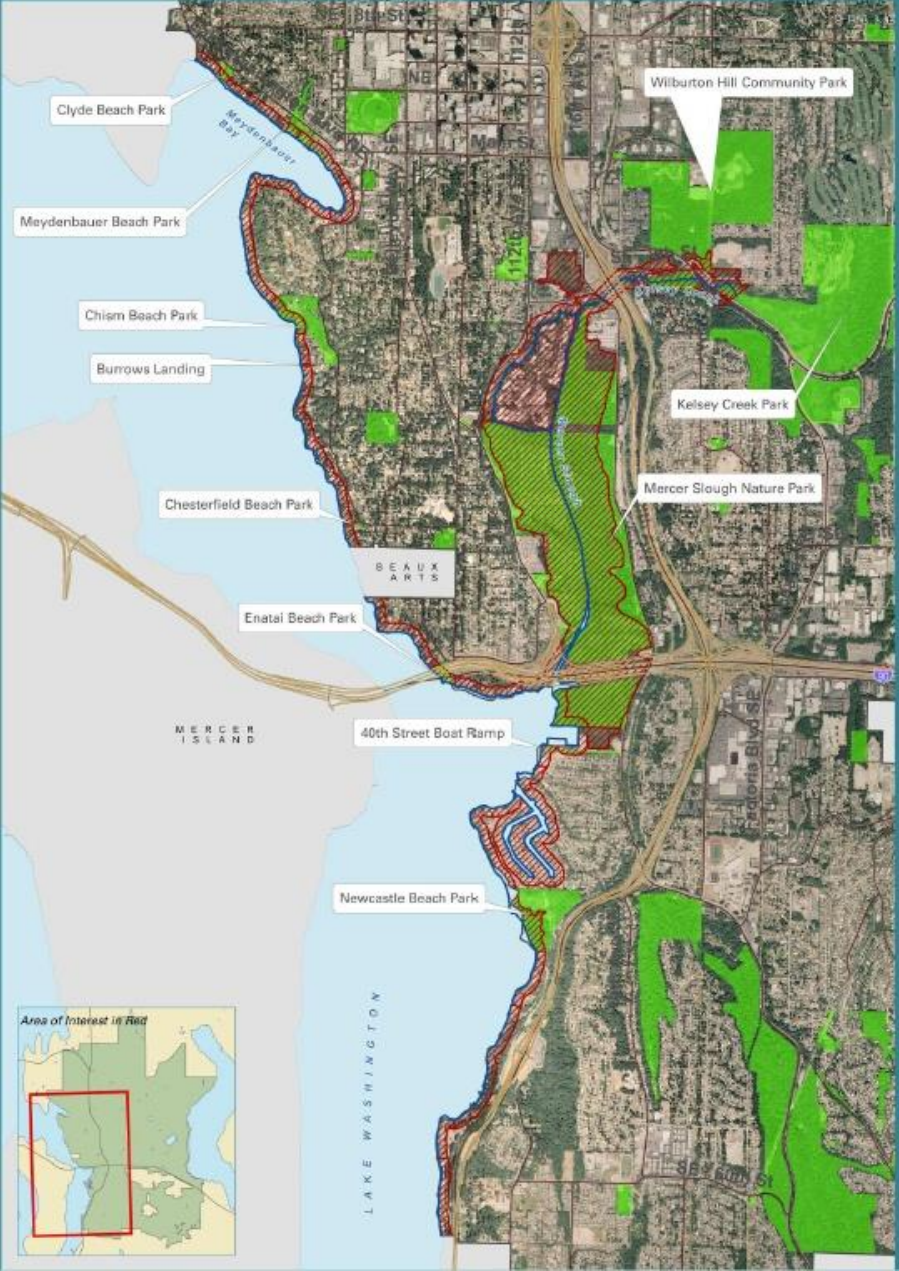 Wilburton Hill Community Park
Clyde Beach Park
Meydenbauer
Bay
Meydenbauer Beach Park
112th
Chism Beach Park
Burrows Landing
Kelsey Creek Park
Mercer Slough Nature Park
Chesterfield Beach Park
BEAUX
ARTS
Enatai Beach Park
90
MERCER
ISLAND
40th Street Boat Ramp
Newcastle Beach Park
LAKE WASHINGTON
Area of Interest in Red